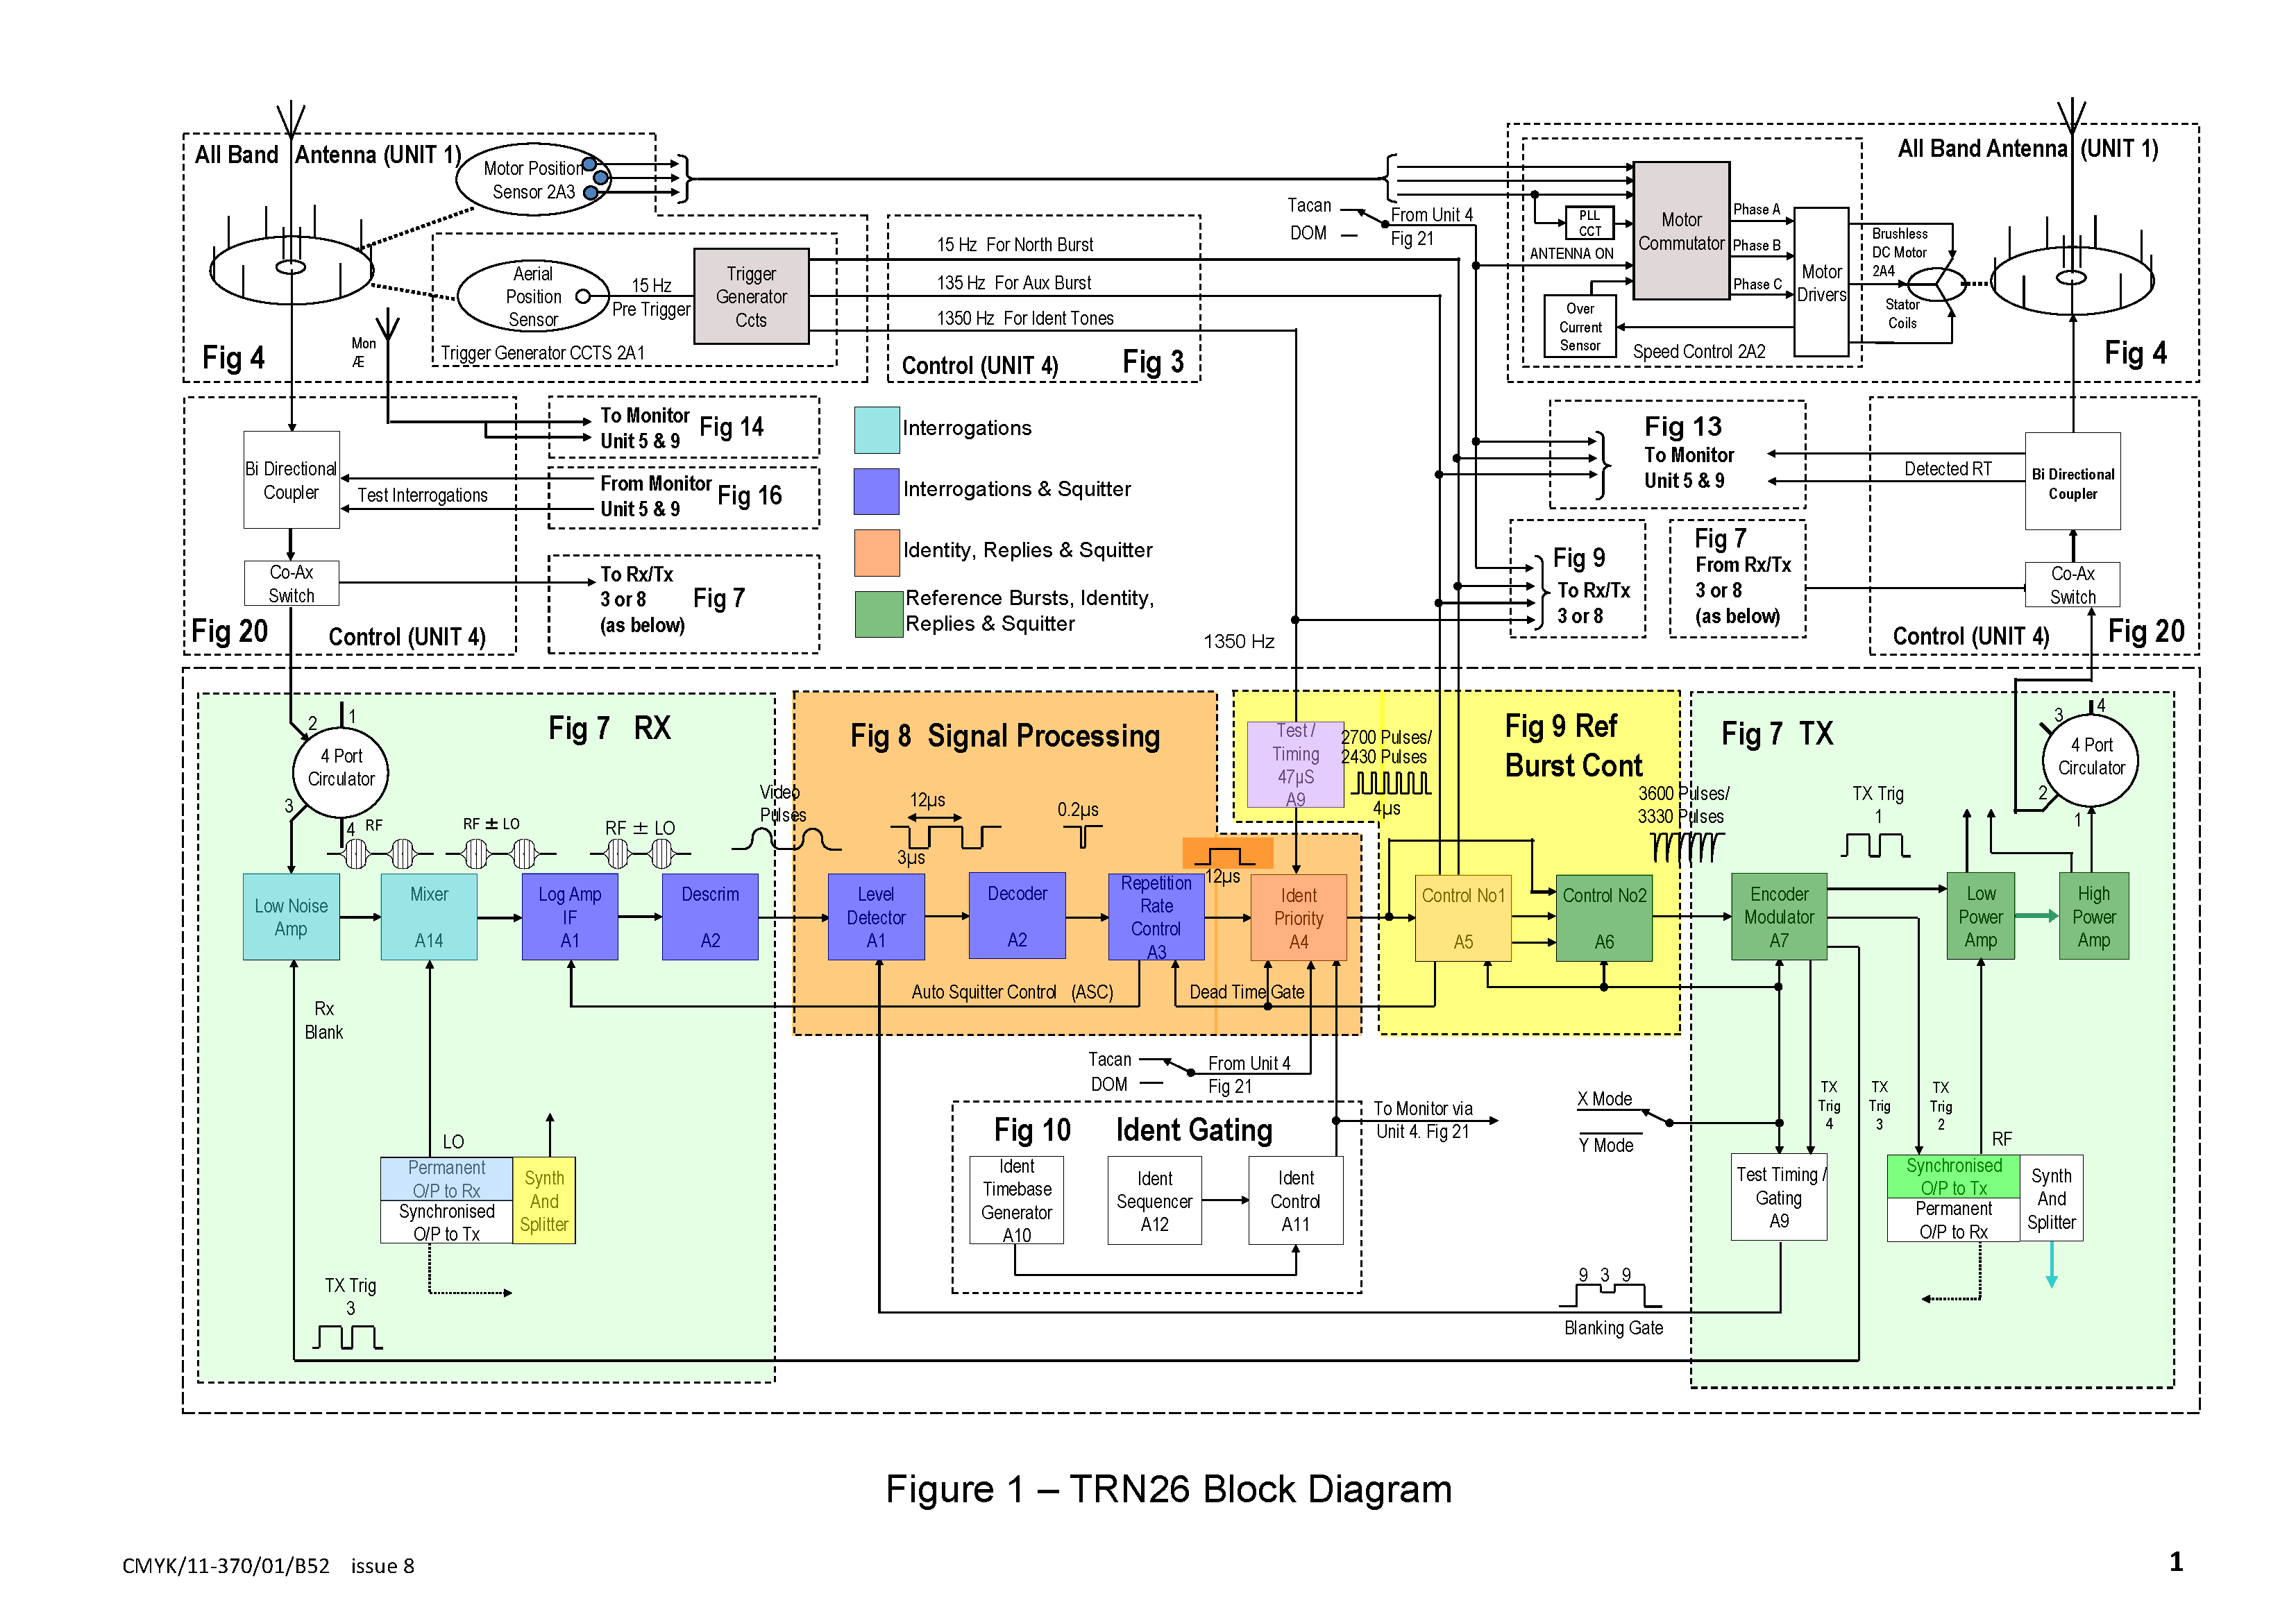 All Band Antenna (UNIT 1)
Motor Position
Sensor 2A3
Aerial
Position
Sensor
15 Hz
Pre Trigger
Trigger
Generator
Ccts
Trigger Generator CCTS 2A1
Fig 4
Mon
Æ
15 Hz For North Burst
135 Hz For Aux Burst
1350 Hz For Ident Tones
Control (UNIT 4)
Fig 3
Tacan
DOM
From Unit 4
Fig 21
PLL
CCT
ANTENNA ON
Motor
Commutator
Over
Current
Sensor
Phase A
Phase B
Phase C
Motor
Drivers
Speed Control 2A2
Brushless
DC Motor
2A4
Stator
Coils
All Band Antenna (UNIT 1)
Fig 4
Bi Directional
Coupler
Test Interrogations
Co-Ax
Switch
Fig 20
Control (UNIT 4)
To Monitor
Unit 5 & 9
Fig 14
From Monitor
Unit 5 & 9
Fig 16
To Rx/Tx
3 or 8
(as below)
Fig 7
Interrogations
Interrogations & Squitter
Identity, Replies & Squitter
Reference Bursts, Identity,
Replies & Squitter
1350 Hz
Fig 13
To Monitor
Unit 5 & 9
Detected RT
Bi Directional
Coupler
Fig 9
To Rx/Tx
3 or 8
Fig 7
From Rx/Tx
3 or 8
(as below)
Co-Ax
Switch
Control (UNIT 4)
Fig 20
Fig 7 RX
2
1
4 Port
Circulator
3
4
RF
RF ± LO
RF ± LO
Video
Pulses
Low Noise
Amp
Mixer
A14
Log Amp
IF
A1
Descrim
A2
Rx
Blank
LO
Permanent
O/P to Rx
Synchronised
O/P to Tx
Synth
And
Splitter
TX Trig
3
Fig 8 Signal Processing
12µs
3µs
0.2µs
12µs
Level
Detector
A1
Decoder
A2
Repetition
Rate
Control
A3
Ident
Priority
A4
Auto Squitter Control (ASC)
Dead Time Gate
Test /
Timing
47µS
A9
2700 Pulses/
2430 Pulses
4µs
Fig 9 Ref
Burst Cont
3600 Pulses/
3330 Pulses
Control No1
A5
Control No2
A6
Tacan
DOM
From Unit 4
Fig 21
Fig 10 Ident Gating
Ident
Timebase
Generator
A10
Ident
Sequencer
A12
Ident
Control
A11
To Monitor via
Unit 4. Fig 21
X Mode
Y Mode
9 3 9
Blanking Gate
Fig 7 TX
TX Trig
1
3
4
4 Port
Circulator
2
1
Encoder
Modulator
A7
Low
Power
Amp
High
Power
Amp
TX
Trig
4
TX
Trig
3
TX
Trig
2
RF
Test Timing /
Gating
A9
Synchronised
O/P to Tx
Permanent
O/P to Rx
Synth
And
Splitter
Figure 1 – TRN26 Block Diagram
CMYK/11-370/01/B52 issue 8
1